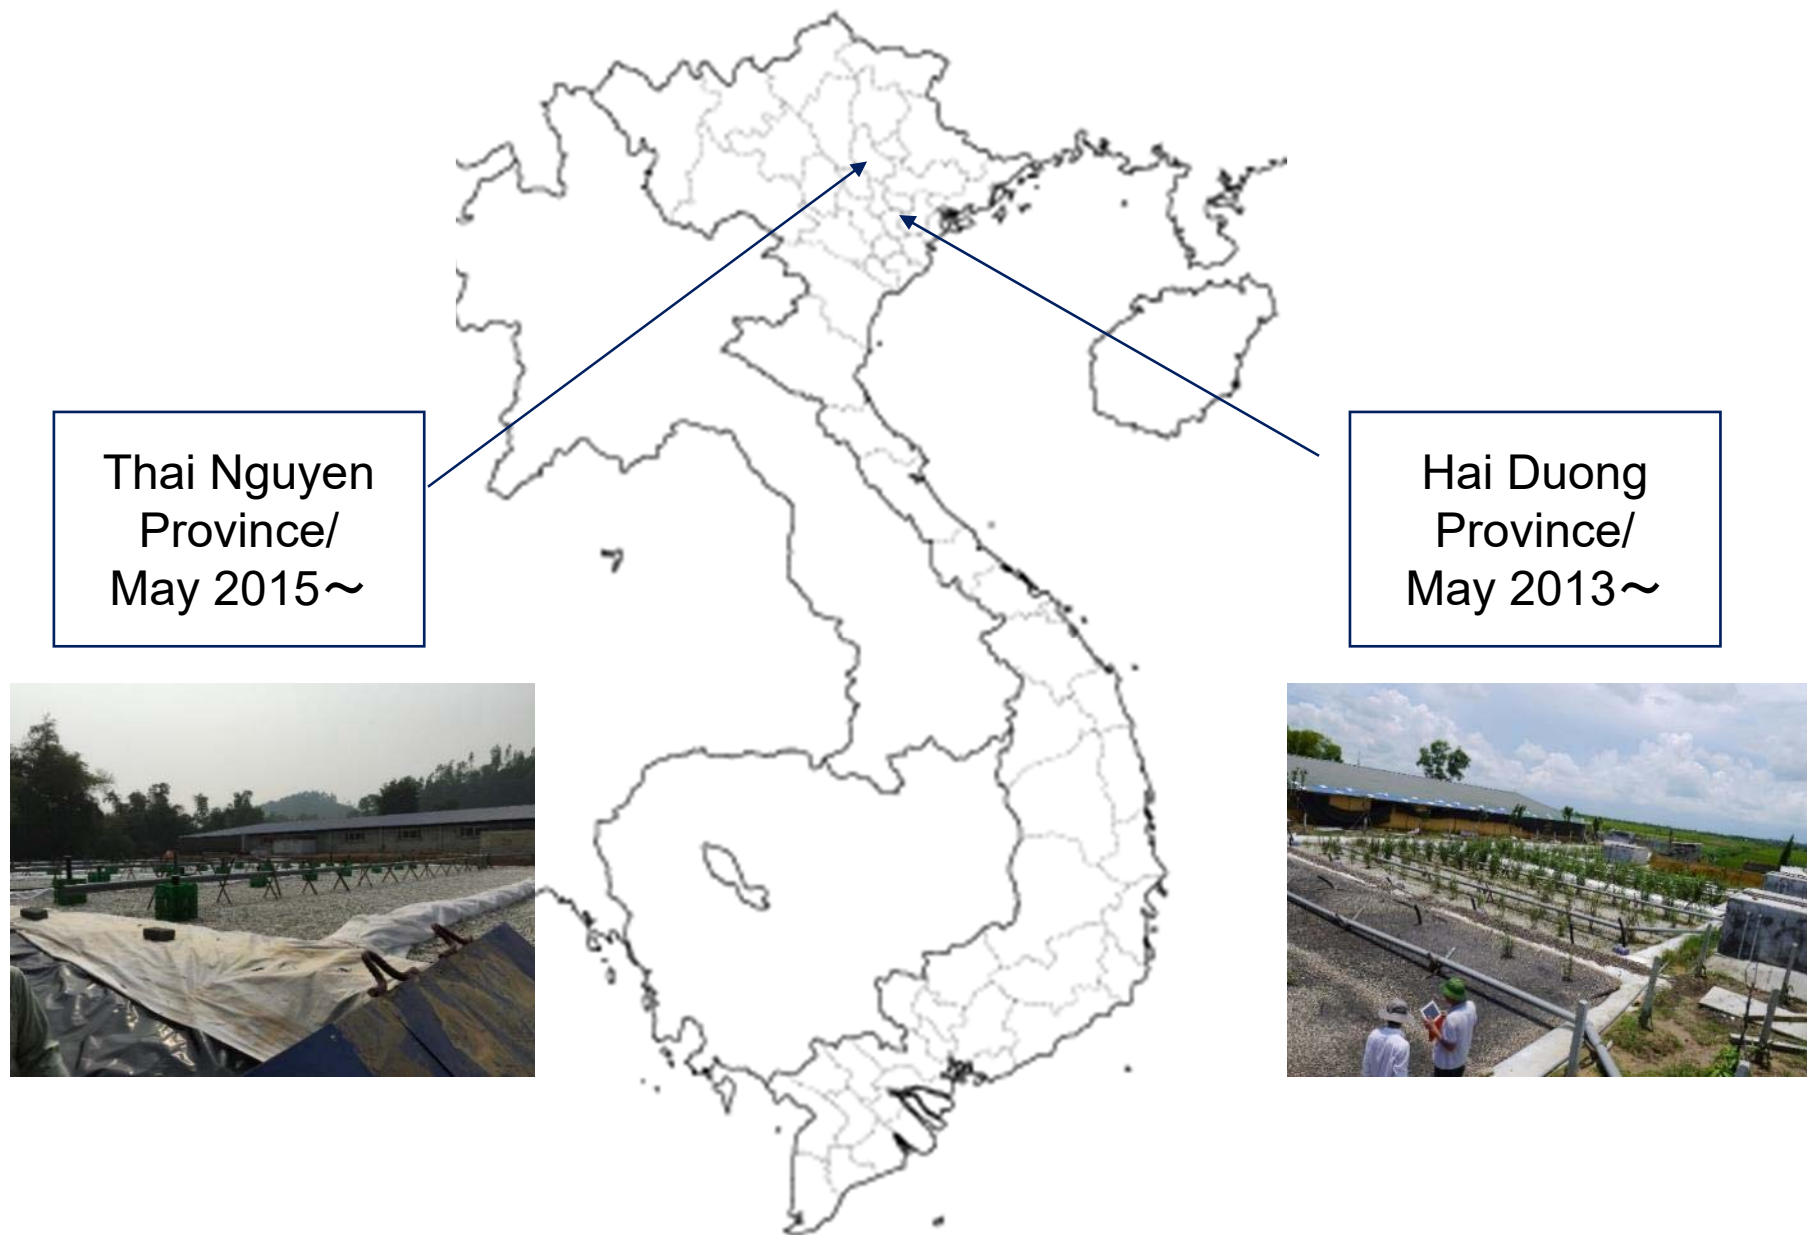 Thai Nguyen
Province/
May 2015～
Hai Duong
Province/
May 2013～